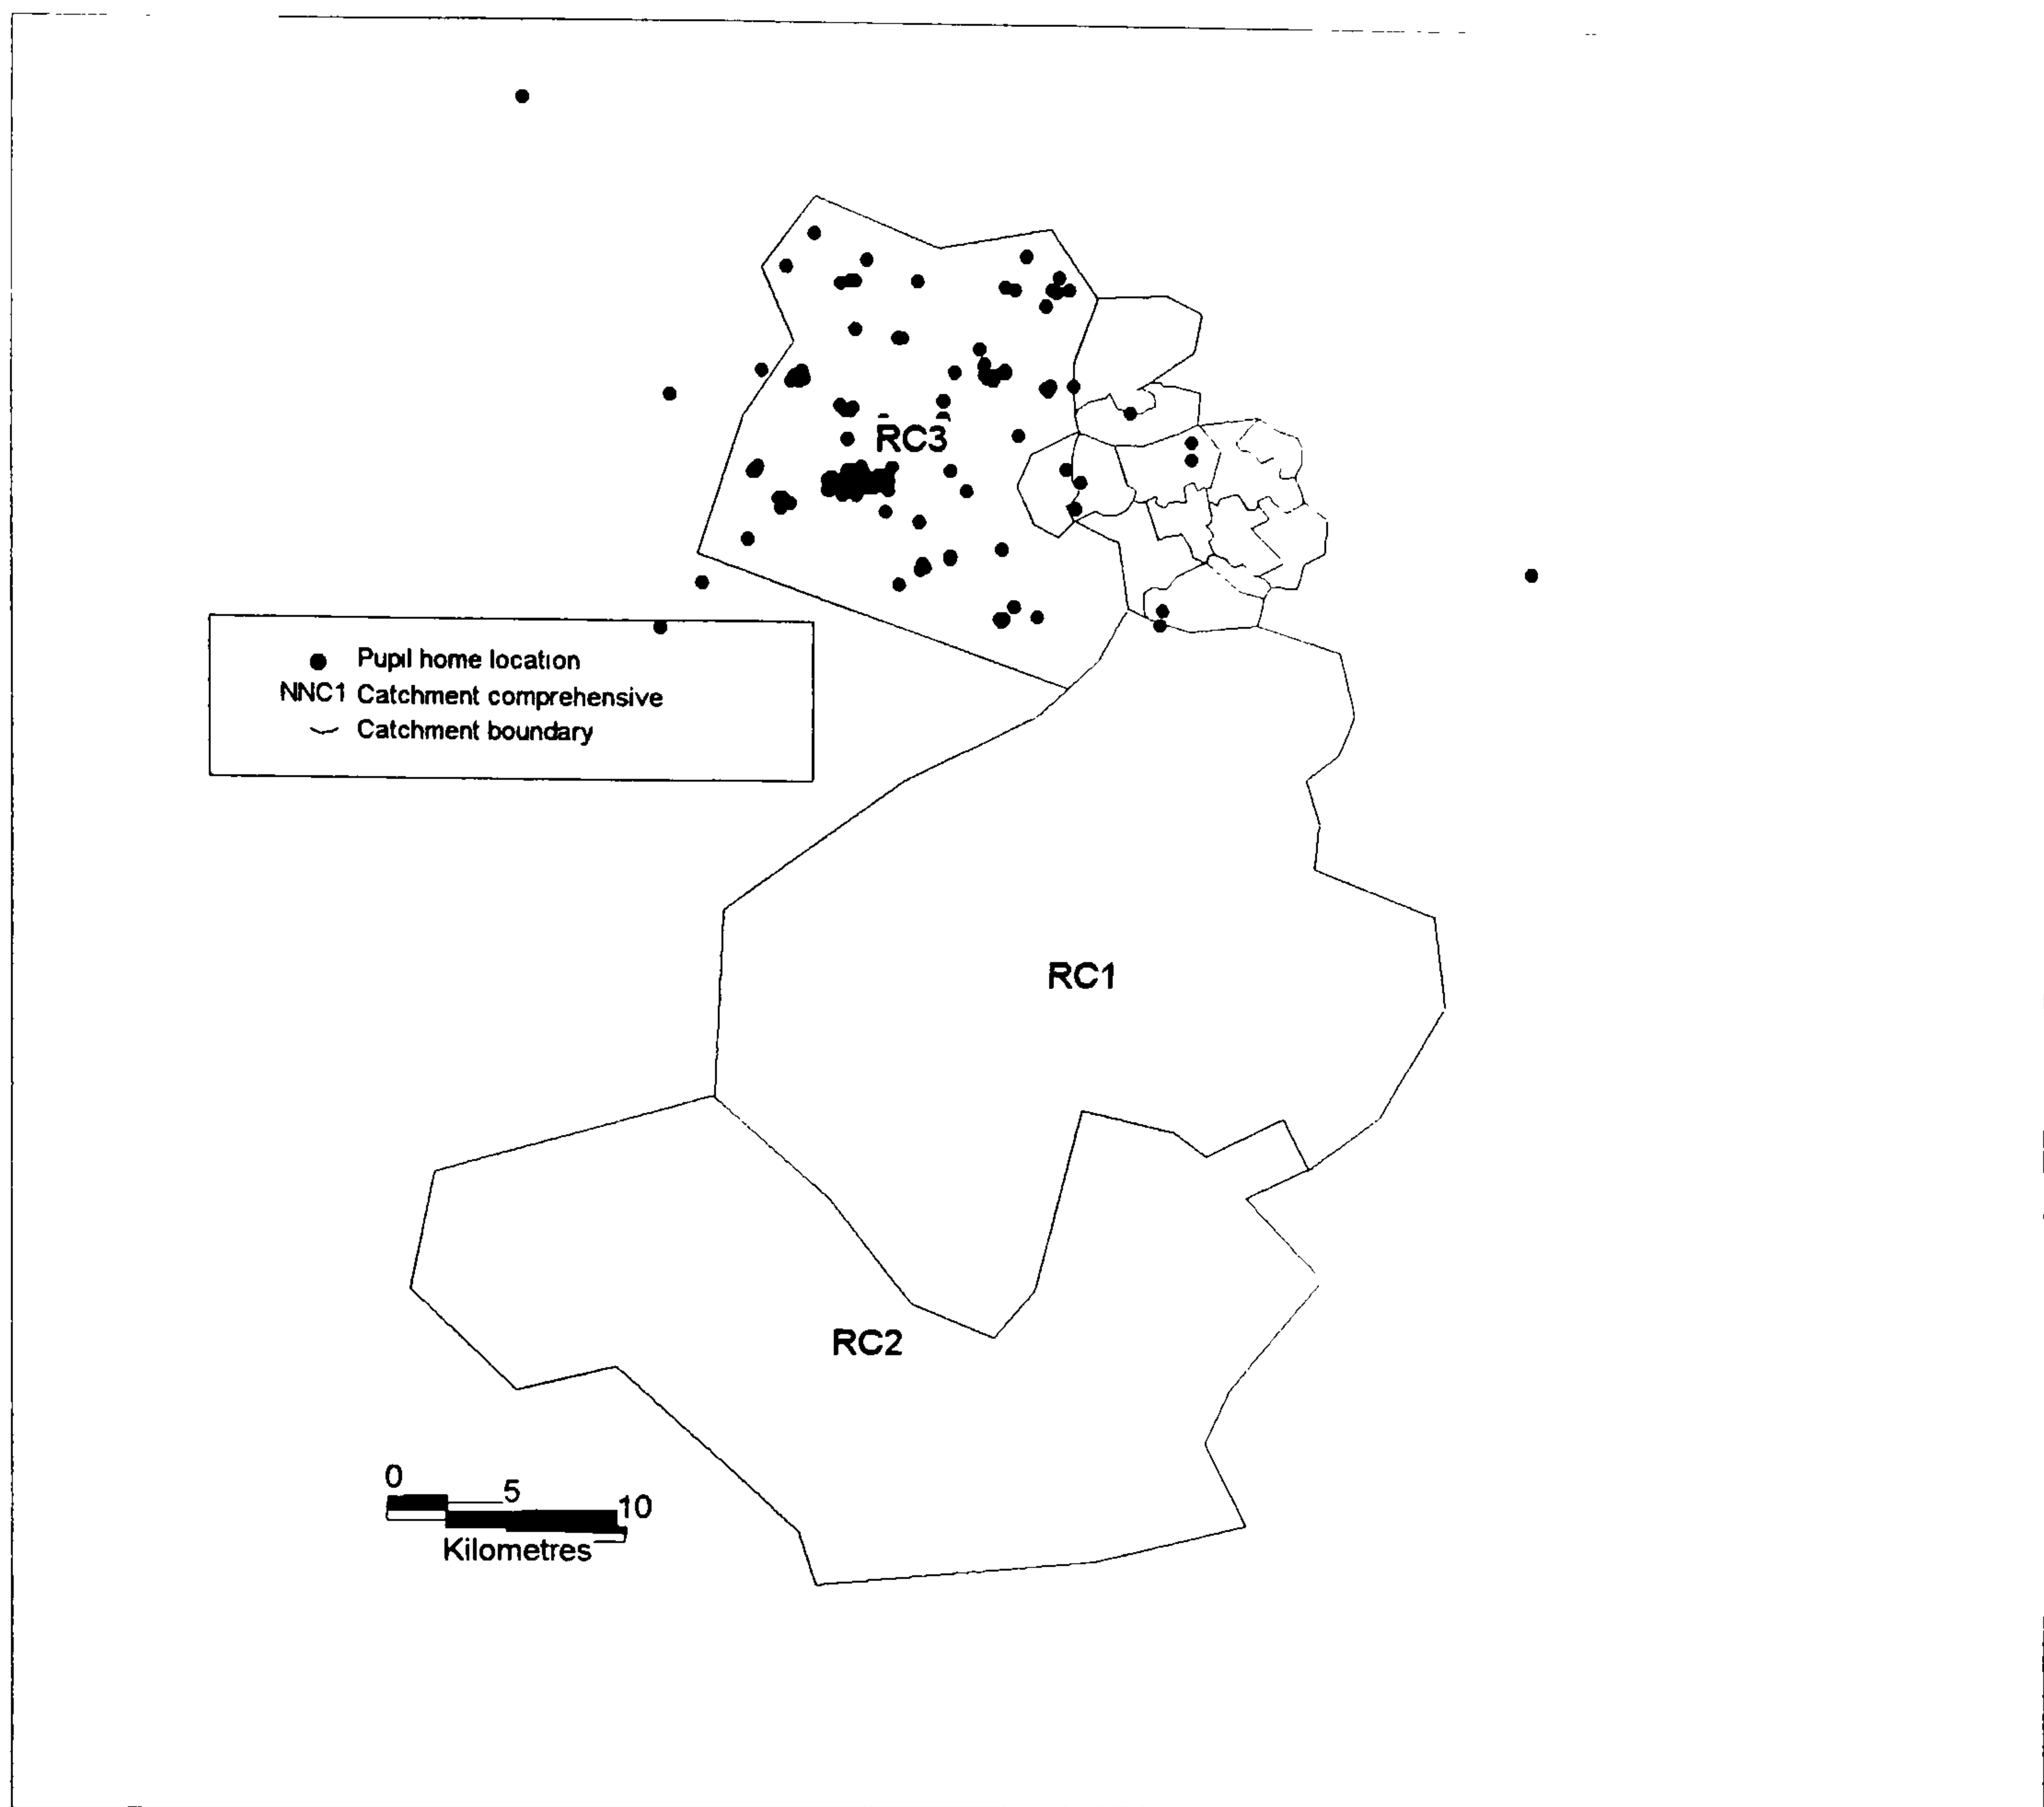 RC3
Pupil home location
NNC1 Catchment comprehensive
Catchment boundary
RC1
RC2
0 5 10
Kilometres